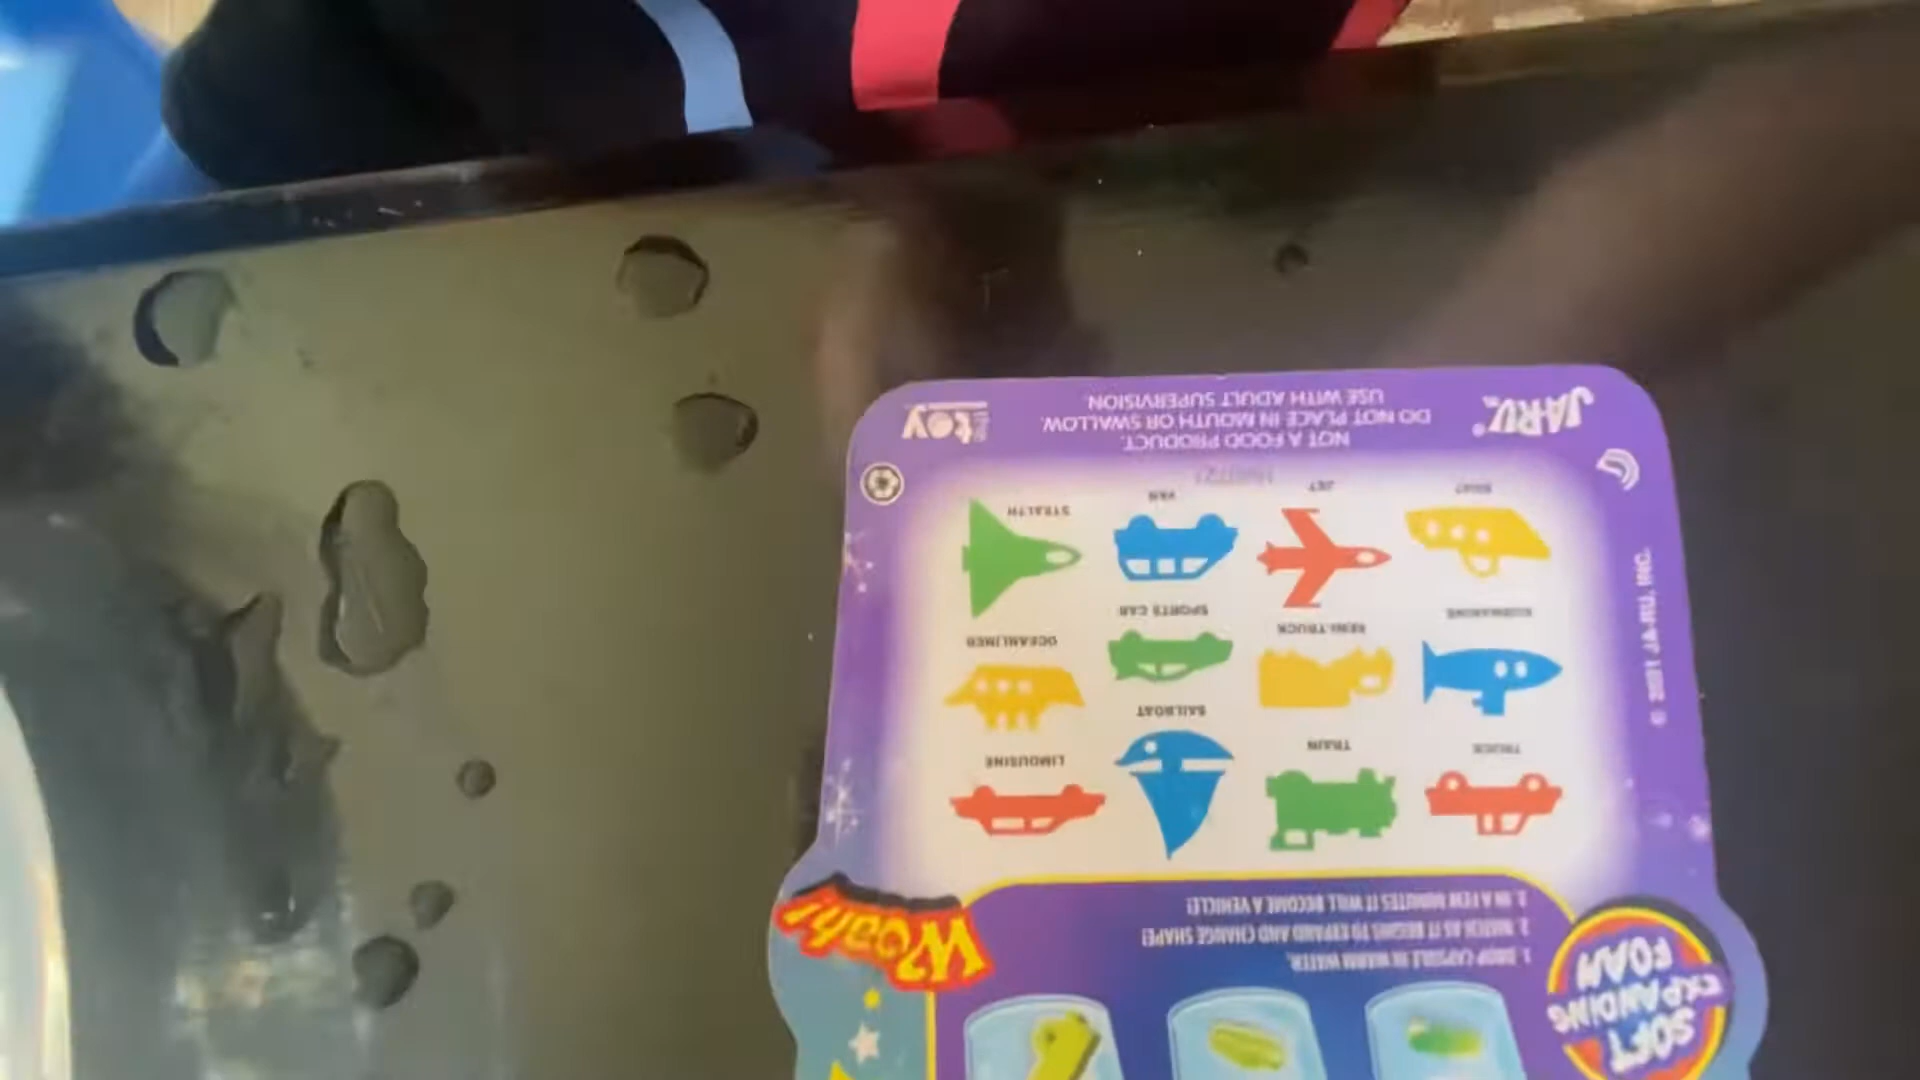 SOFT
EXPANDING
FOAM
1. DROP CAPSULE IN WARM WATER.
2. WATCH AS IT BEGINS TO EXPAND AND CHANGE SHAPE!
3. IN A FEW MINUTES IT WILL BECOME A VEHICLE!
Woah!
TRUCK
TRAIN
SAILBOAT
LIMOUSINE
SUBMARINE
SEMI-TRUCK
SPORTS CAR
OCEANLINER
JET
VAN
STEALTH
© 2021 JA-RU, INC.
NOT A FOOD PRODUCT.
DO NOT PLACE IN MOUTH OR SWALLOW.
USE WITH ADULT SUPERVISION.
JA-RU®
the toy